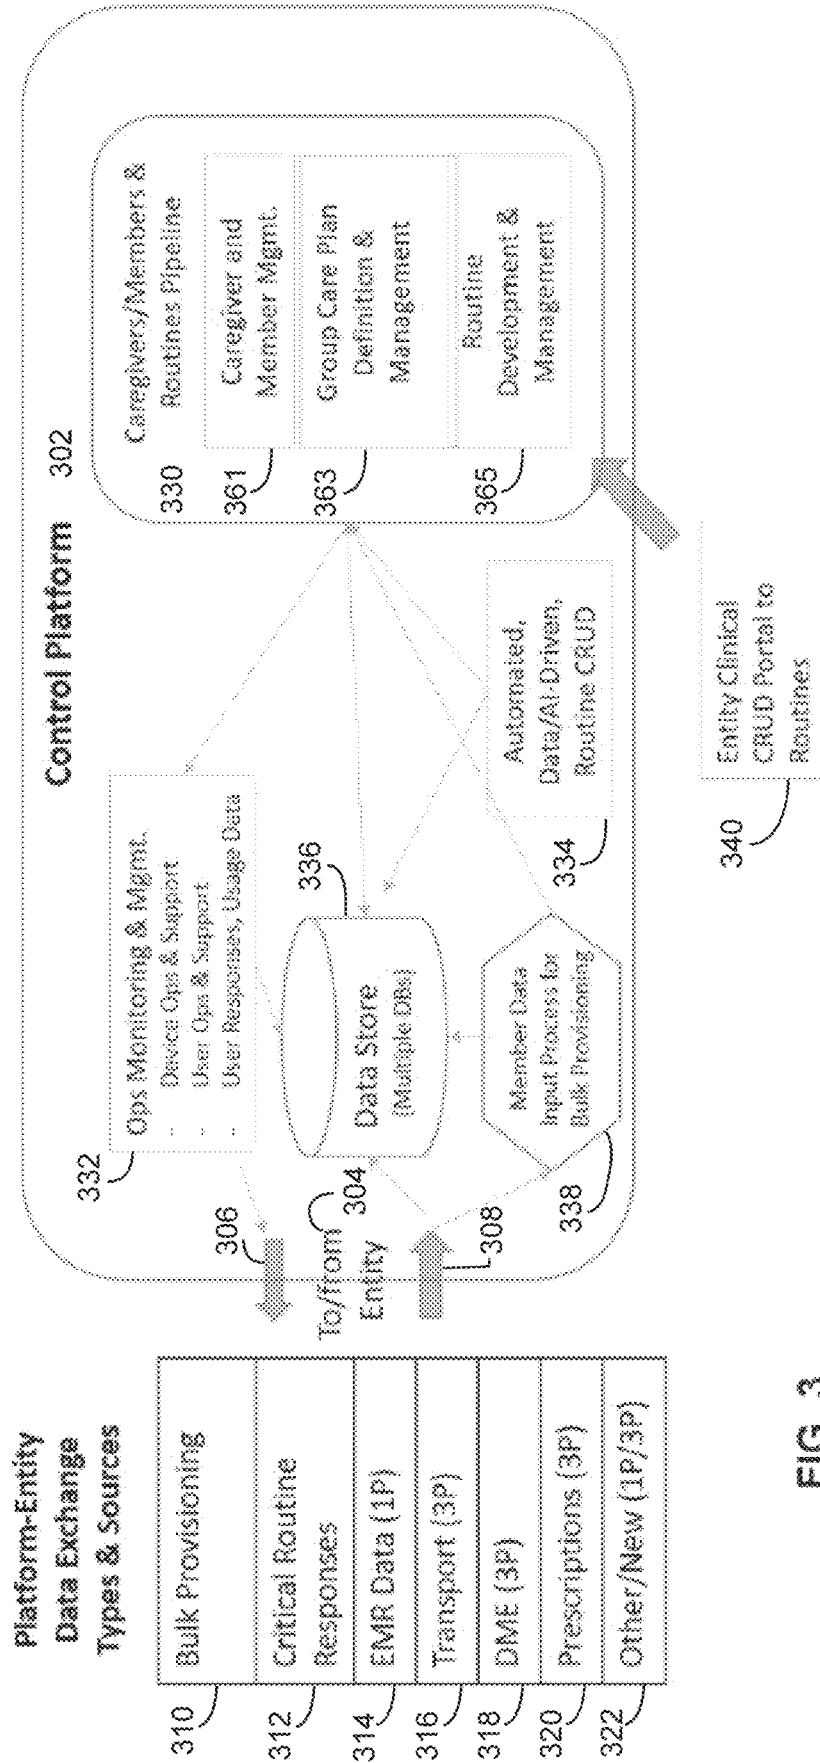 Platform-Entity
Data Exchange
Types & Sources
310
Bulk Provisioning
312
Critical Routine
Responses
314
EMR Data (1P)
316
Transport (3P)
318
DME (3P)
320
Prescriptions (3P)
322
Other/New (1P/3P)
306
To/from
Entity
304
308
Control Platform
302
332
Ops Monitoring & Mgmt.
- Device Ops & Support
- User Ops & Support
- User Responses, Usage Data
336
Data Store
(Multiple DBs)
338
Member Data
Input Process for
Bulk Provisioning
334
Automated,
Data/AI-Driven,
Routine CRUD
330
Caregivers/Members &
Routines Pipeline
361
Caregiver and
Member Mgmt.
363
Group Care Plan
Definition &
Management
365
Routine
Development &
Management
340
Entity Clinical
CRUD Portal to
Routines
FIG. 3